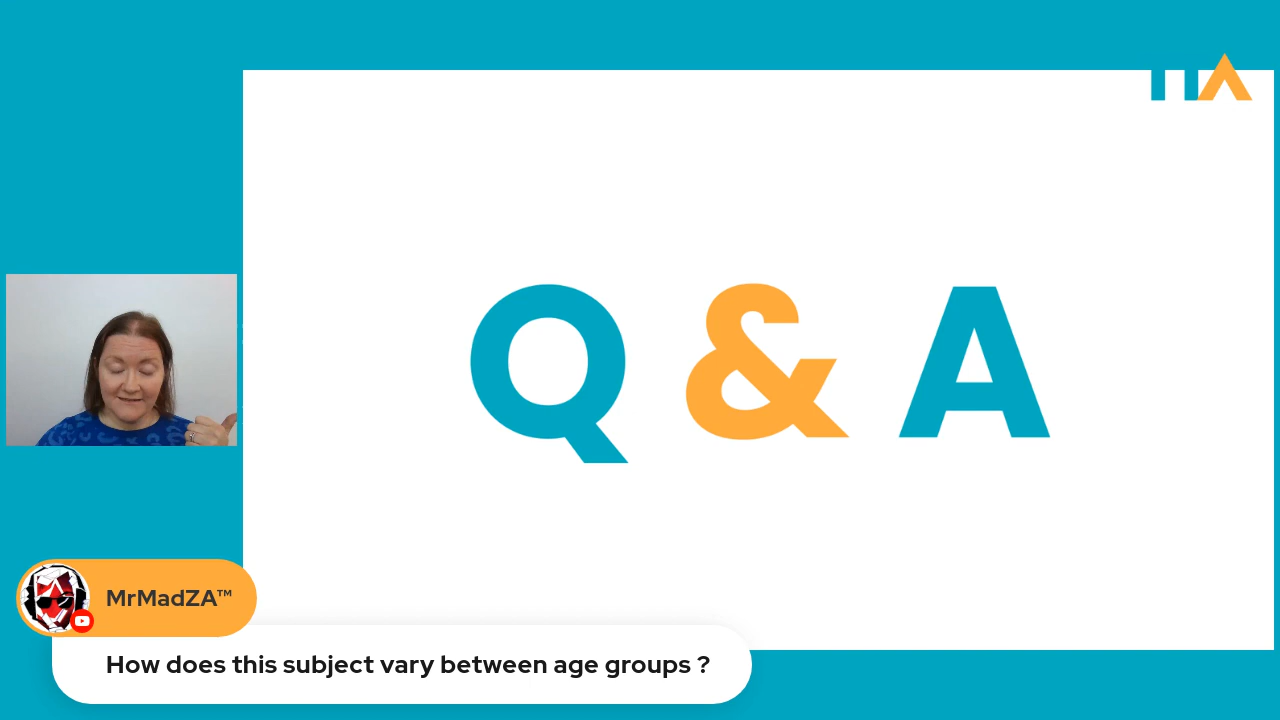 Q & A
MrMadZA™
How does this subject vary between age groups ?